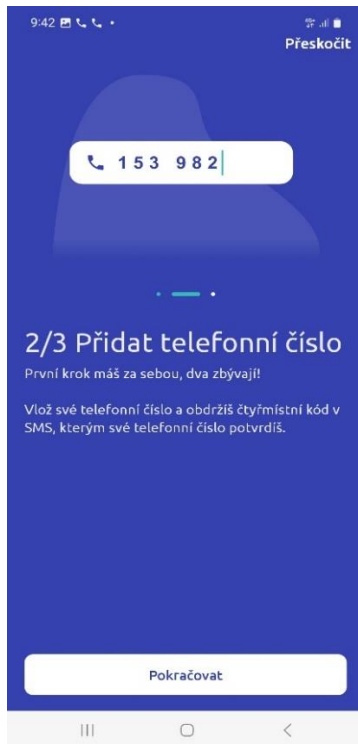 9:42
Přeskočit
153 982
2/3 Přidat telefonní číslo
První krok máš za sebou, dva zbývají!
Vlož své telefonní číslo a obdržíš čtyřmístní kód v
SMS, kterým své telefonní číslo potvrdíš.
Pokračovat